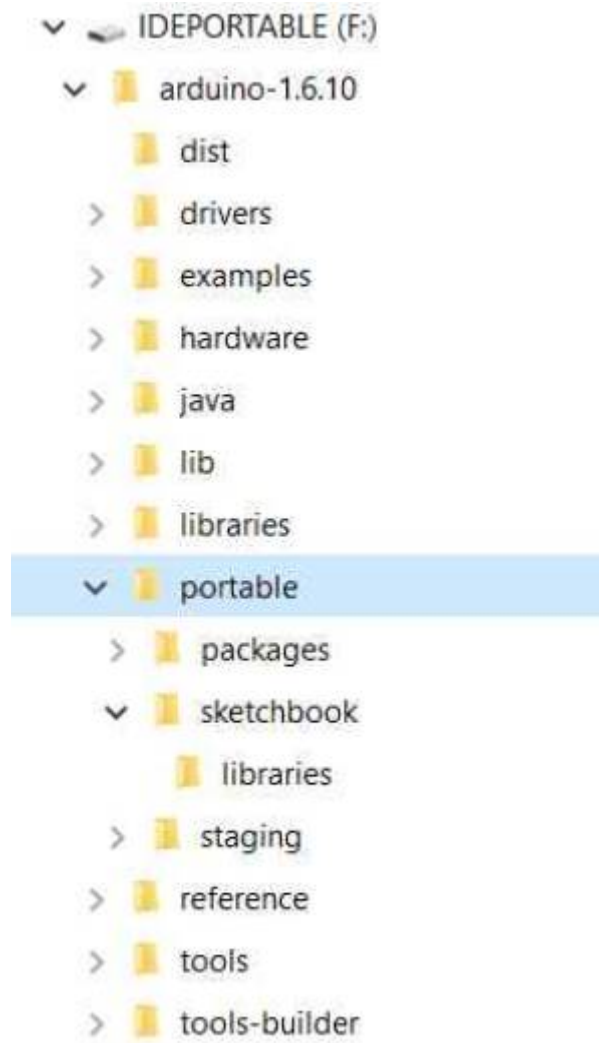 IDEPORTABLE (F:)
arduino-1.6.10
dist
drivers
examples
hardware
java
lib
libraries
portable
packages
sketchbook
libraries
staging
reference
tools
tools-builder